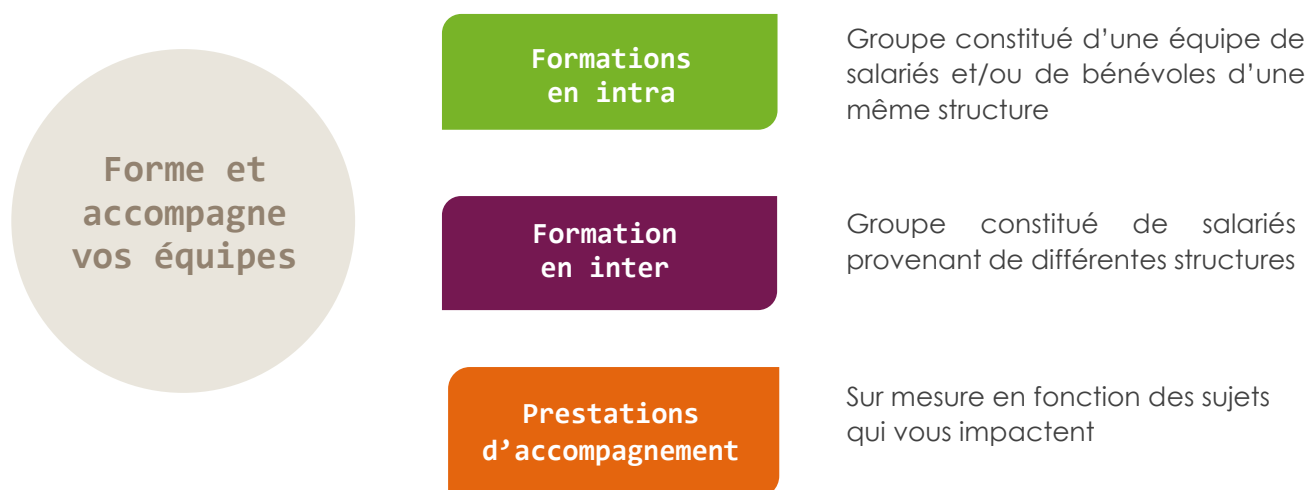 Forme et
accompagne
vos équipes
Formations
en intra
Groupe constitué d’une équipe de
salariés et/ou de bénévoles d’une
même structure
Formation
en inter
Groupe constitué de salariés
provenant de différentes structures
Prestations
d’accompagnement
Sur mesure en fonction des sujets
qui vous impactent